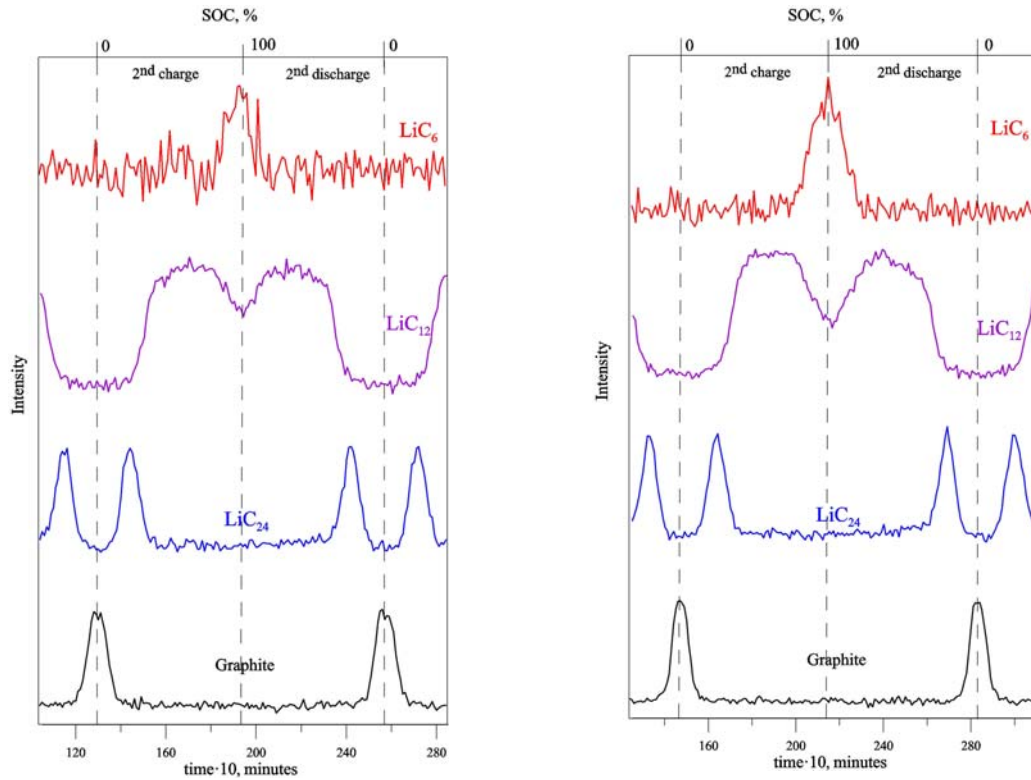 SOC, %
0
100
0
2nd charge
2nd discharge
LiC6
LiC12
LiC24
Graphite
Intensity
120
160
200
240
280
time·10, minutes
SOC, %
0
100
0
2nd charge
2nd discharge
LiC6
LiC12
LiC24
Graphite
Intensity
160
200
240
280
time·10, minutes